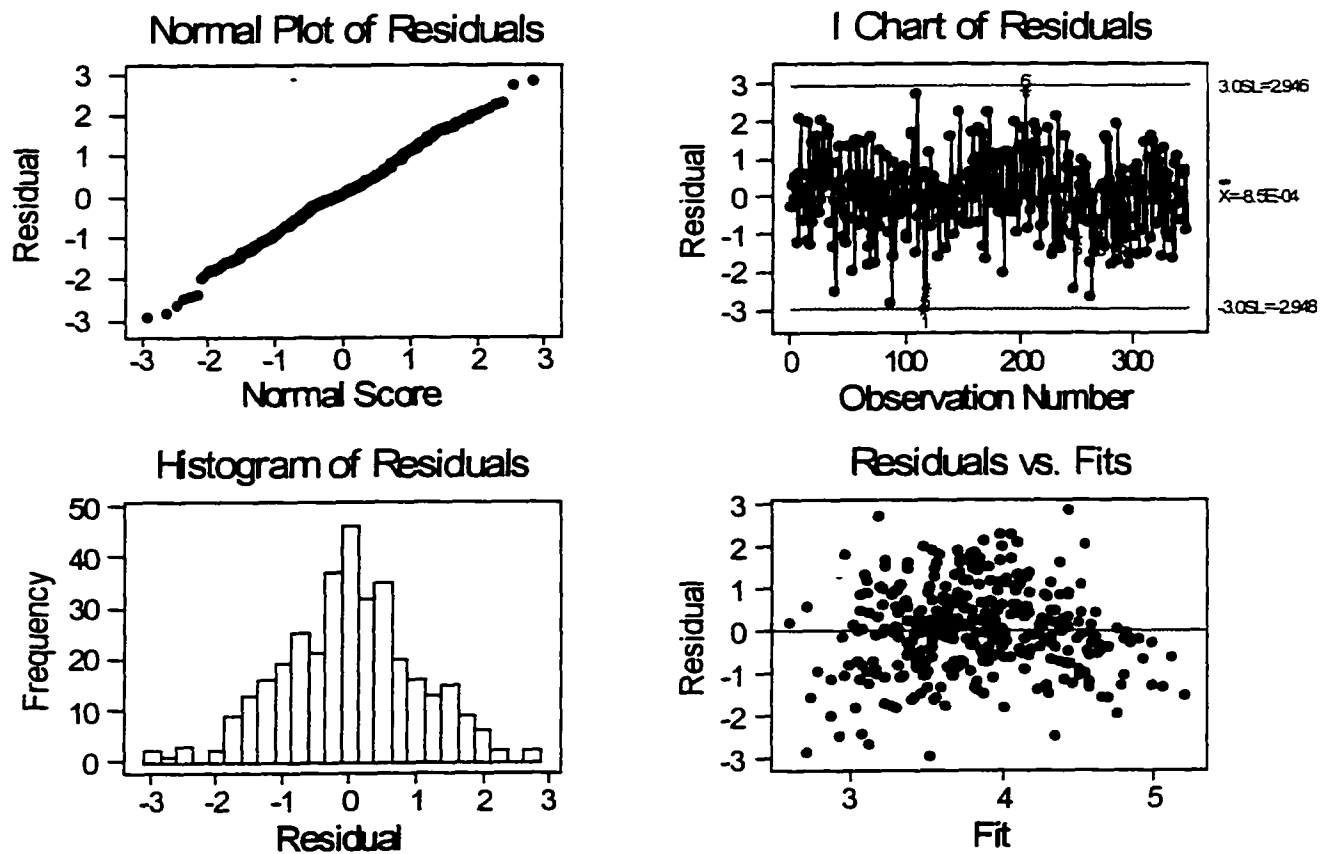 Normal Plot of Residuals
3
2
1
0
-1
-2
-3
Residual
-3 -2 -1 0 1 2 3
Normal Score
I Chart of Residuals
3
2
1
0
-1
-2
-3
Residual
6
1
3.0SL=2.946
X=-8.5E-04
-3.0SL=-2.948
0 100 200 300
Observation Number
Histogram of Residuals
50
40
30
20
10
0
Frequency
-3 -2 -1 0 1 2 3
Residual
Residuals vs. Fits
3
2
1
0
-1
-2
-3
Residual
3 4 5
Fit